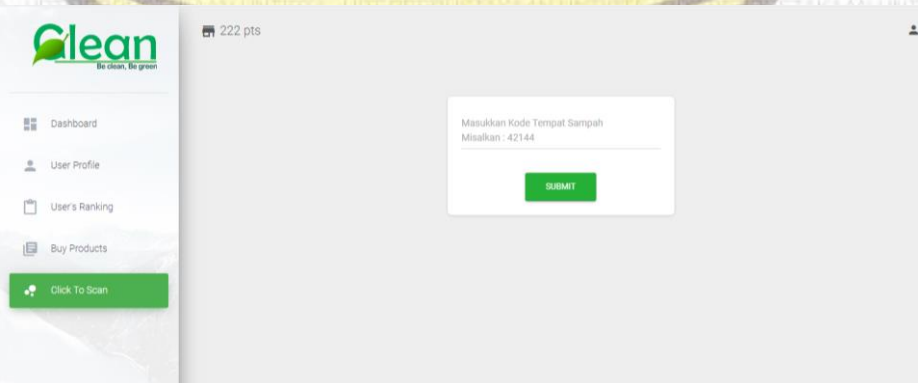 Clean
Be clean, Be green
222 pts
Dashboard
User Profile
User's Ranking
Buy Products
Click To Scan
Masukkan Kode Tempat Sampah
Misalkan : 42144
SUBMIT